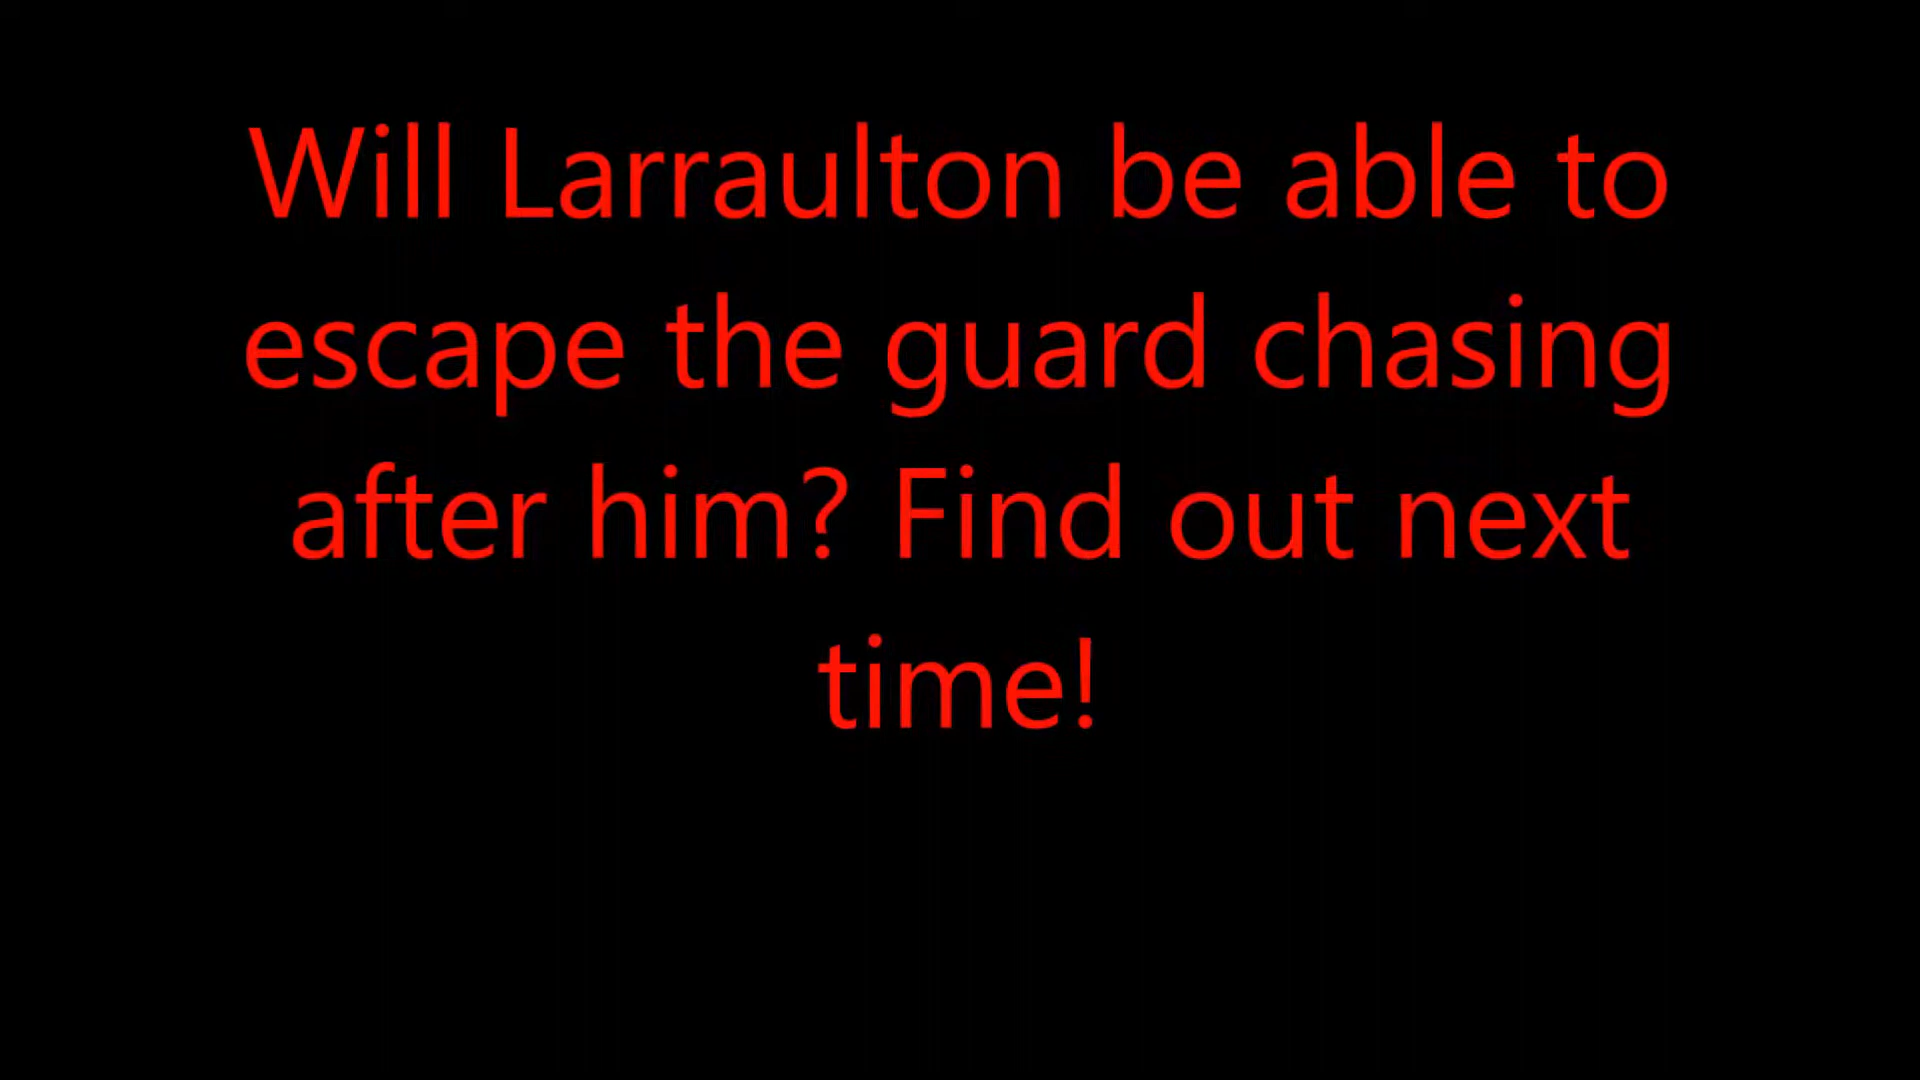 Will Larraulton be able to
escape the guard chasing
after him? Find out next
time!